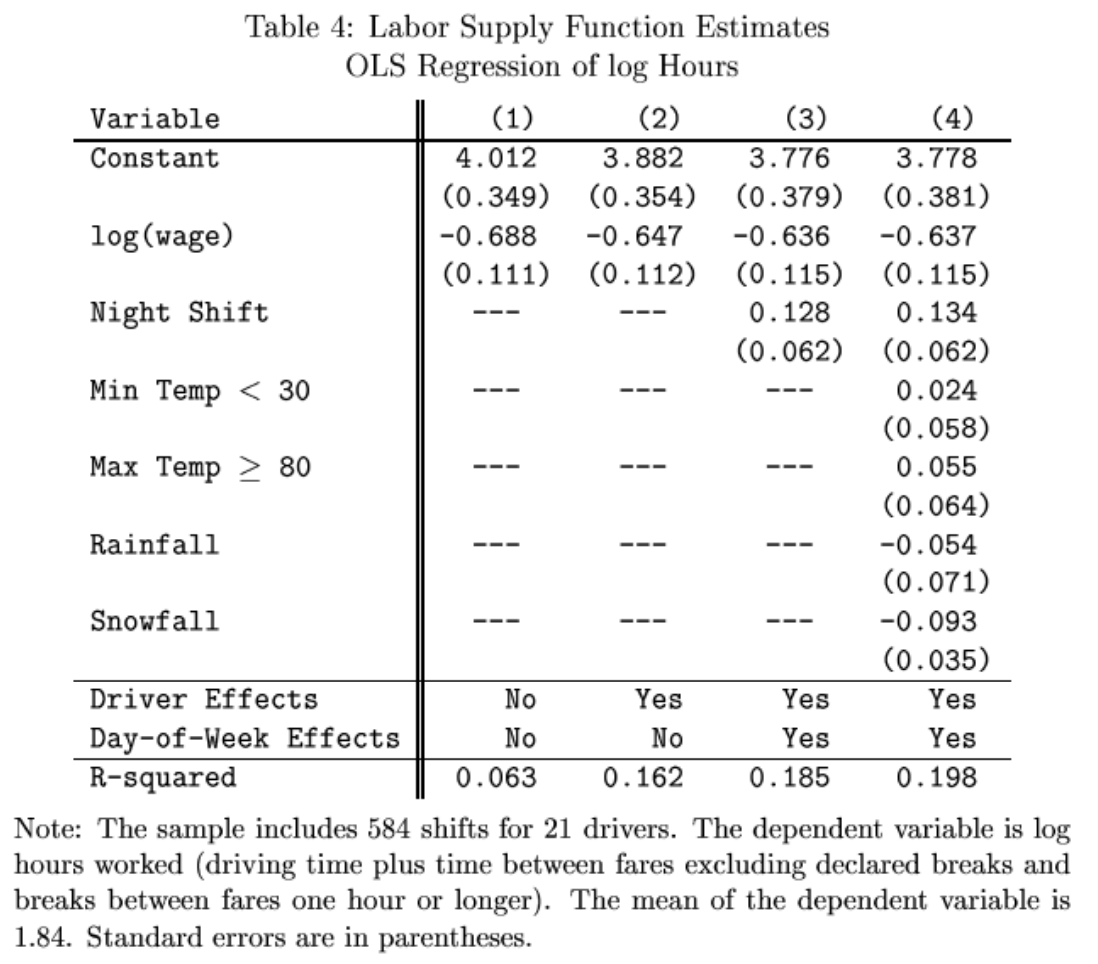 Table 4: Labor Supply Function Estimates
OLS Regression of log Hours
Variable (1) (2) (3) (4)
Constant 4.012 3.882 3.776 3.778
(0.349) (0.354) (0.379) (0.381)
log(wage) -0.688 -0.647 -0.636 -0.637
(0.111) (0.112) (0.115) (0.115)
Night Shift --- --- 0.128 0.134
(0.062) (0.062)
Min Temp < 30 --- --- --- 0.024
(0.058)
Max Temp ≥ 80 --- --- --- 0.055
(0.064)
Rainfall --- --- --- -0.054
(0.071)
Snowfall --- --- --- -0.093
(0.035)
Driver Effects No Yes Yes Yes
Day-of-Week Effects No No Yes Yes
R-squared 0.063 0.162 0.185 0.198
Note: The sample includes 584 shifts for 21 drivers. The dependent variable is log
hours worked (driving time plus time between fares excluding declared breaks and
breaks between fares one hour or longer). The mean of the dependent variable is
1.84. Standard errors are in parentheses.